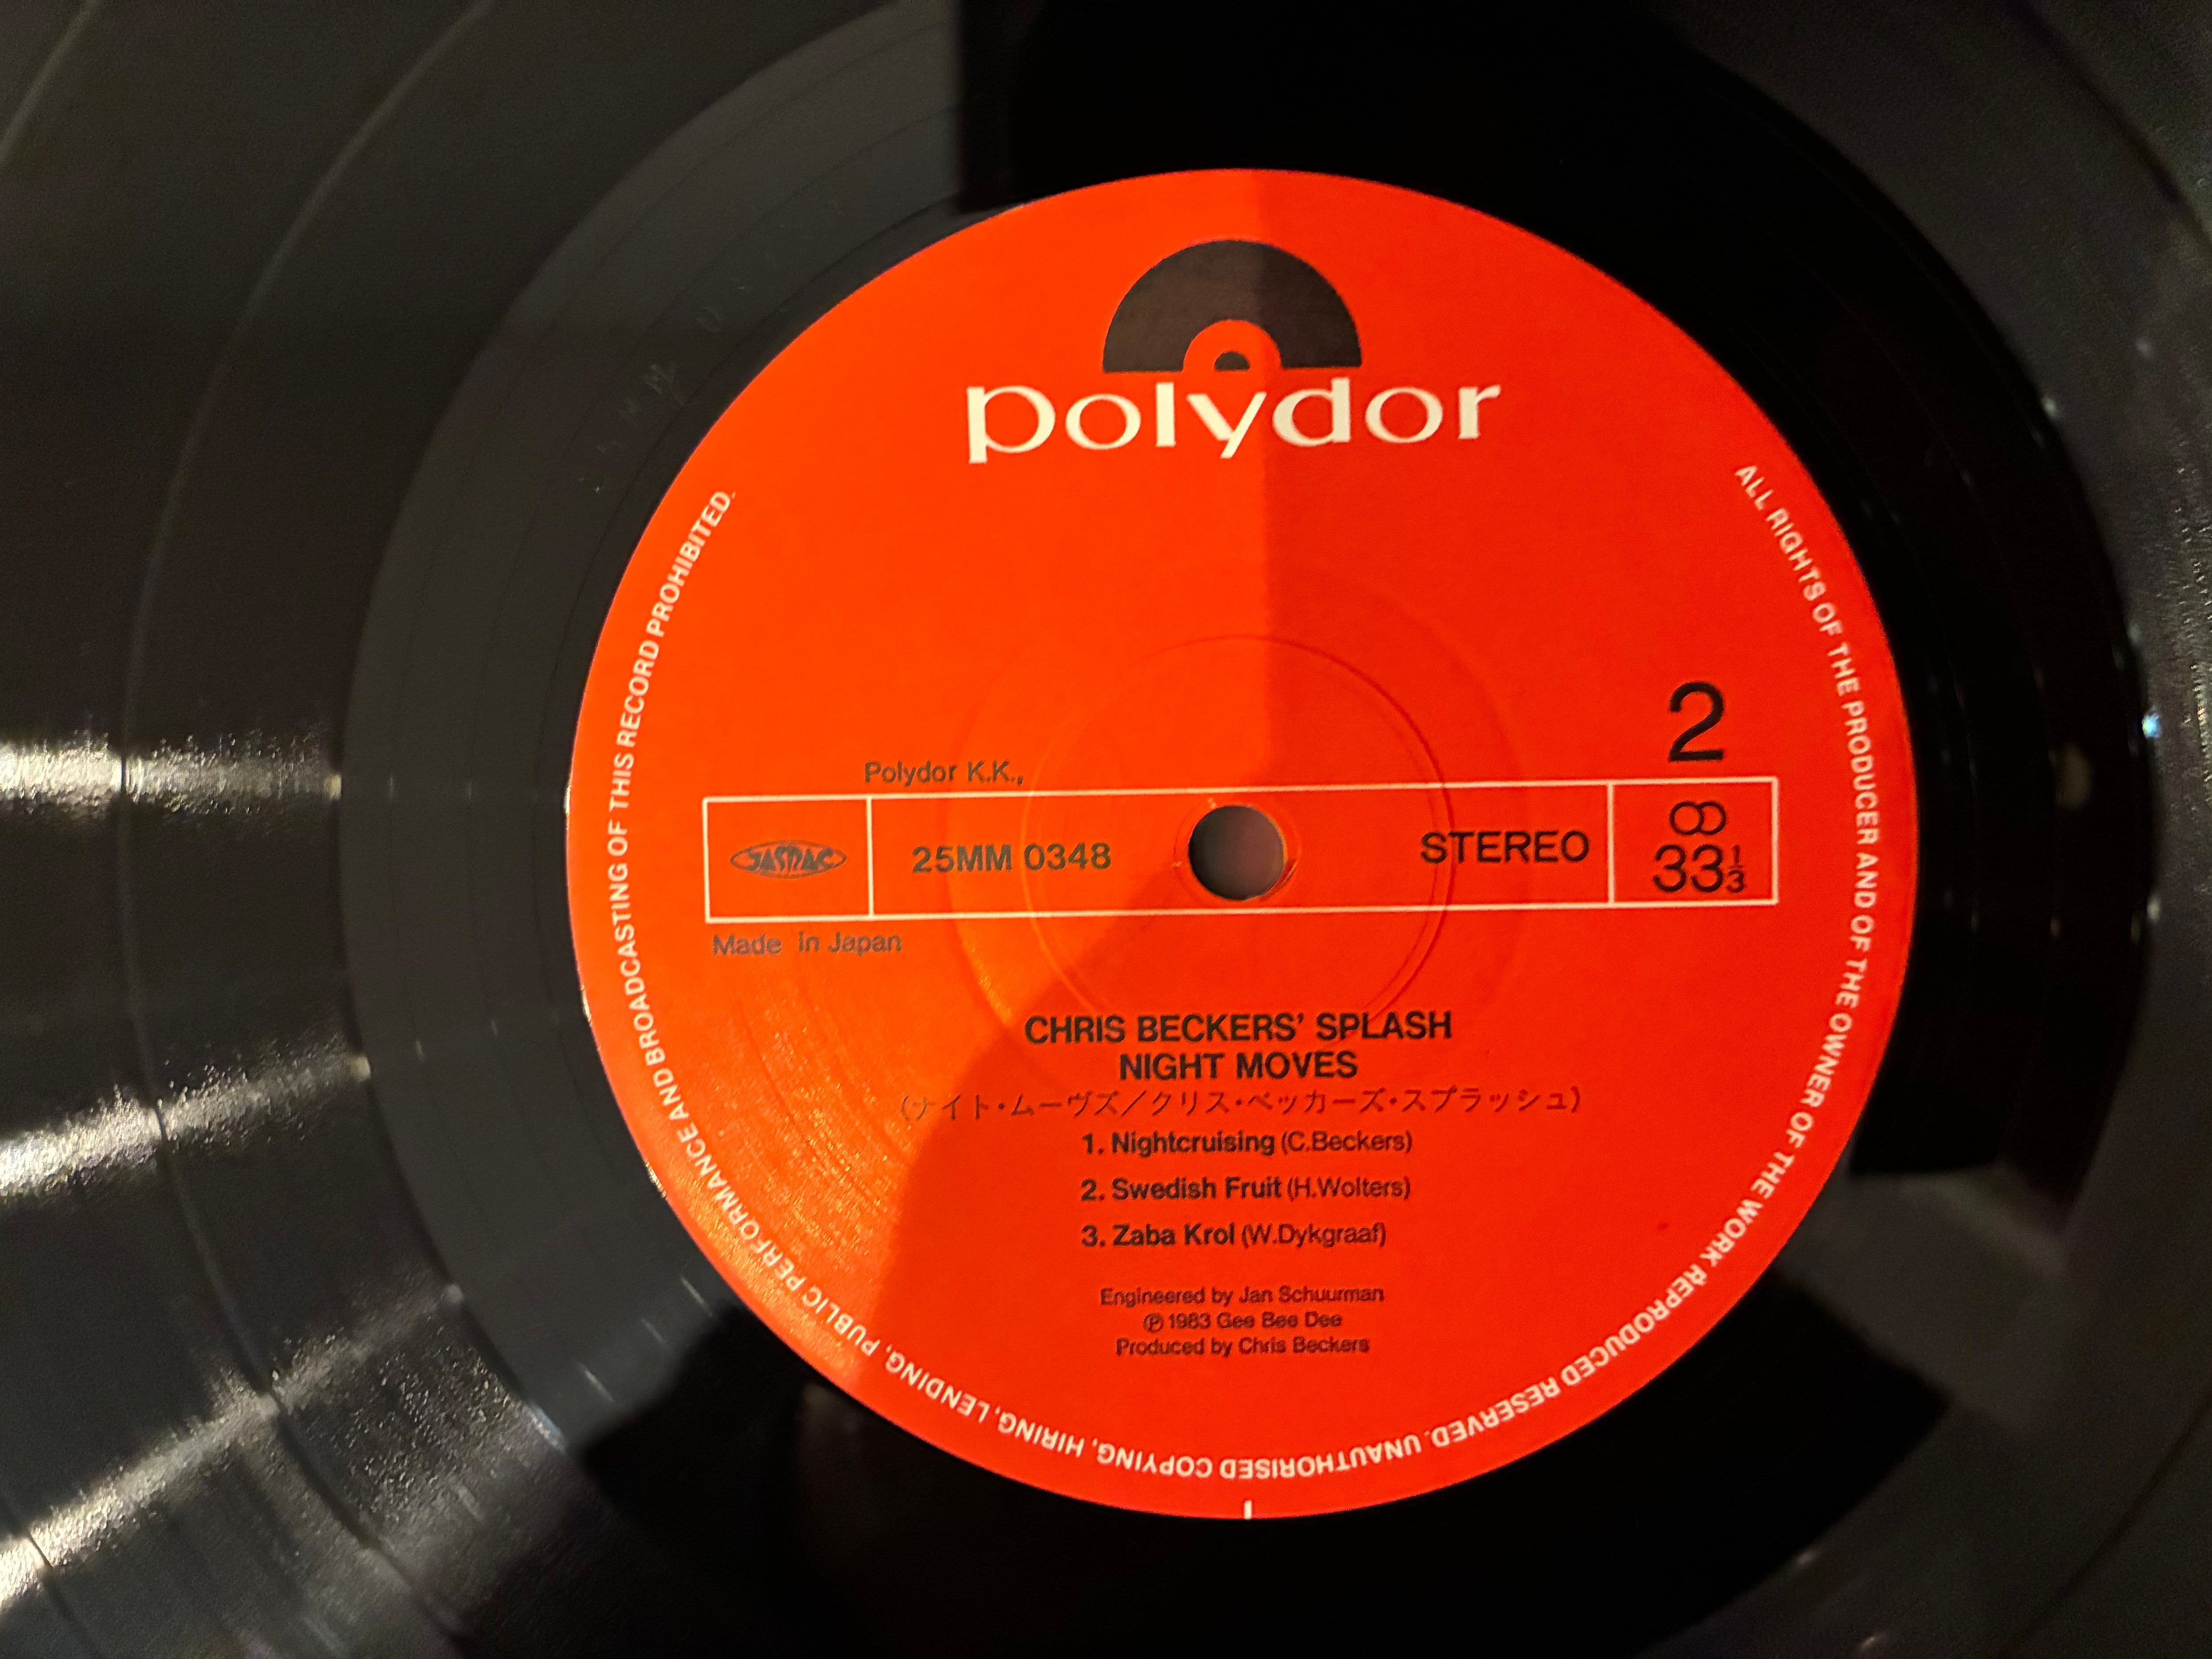 polydor
2
Polydor K.K.,
JASRAC
25MM 0348
STEREO
33 1/3
Made in Japan
CHRIS BECKERS' SPLASH
NIGHT MOVES
(ナイト・ムーヴズ／クリス・ベッカーズ・スプラッシュ)
1. Nightcruising (C.Beckers)
2. Swedish Fruit (H.Wolters)
3. Zaba Krol (W.Dykgraaf)
Engineered by Jan Schuurman
Ⓟ 1983 Gee Bee Dee
Produced by Chris Beckers
ALL RIGHTS OF THE PRODUCER AND OF THE OWNER OF THE WORK REPRODUCED RESERVED. UNAUTHORISED COPYING, HIRING, LENDING, PUBLIC PERFORMANCE AND BROADCASTING OF THIS RECORD PROHIBITED.